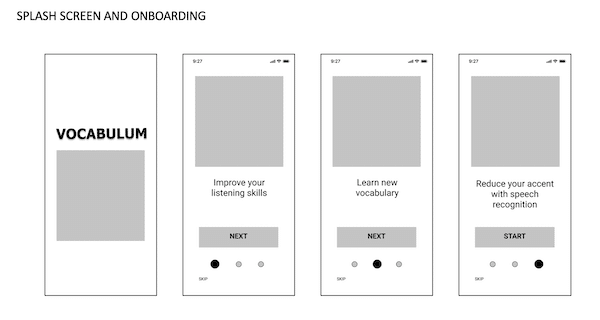 SPLASH SCREEN AND ONBOARDING
VOCABULUM
9:27
Improve your
listening skills
NEXT
SKIP
9:27
Learn new
vocabulary
NEXT
SKIP
9:27
Reduce your accent
with speech
recognition
START
SKIP